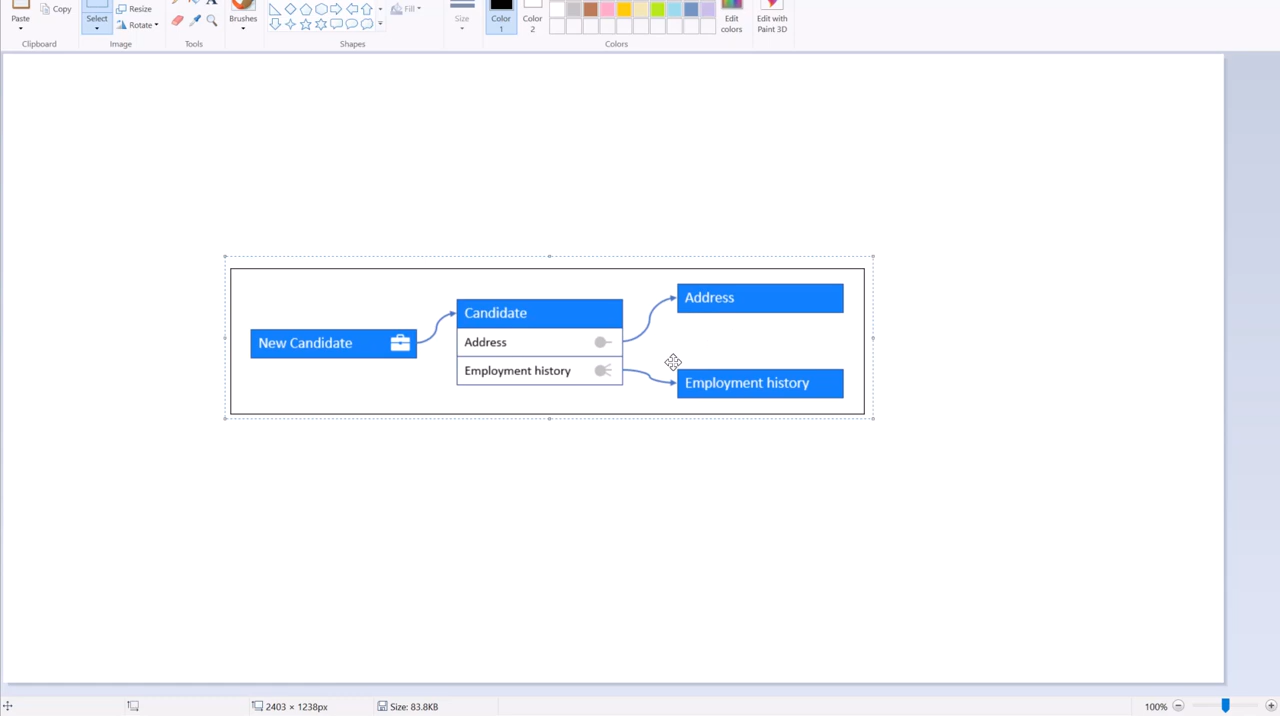 Paste
Copy
Clipboard
Select
Resize
Rotate
Image
Tools
Brushes
Fill
Shapes
Size
Color 1
Color 2
Colors
Edit colors
Edit with Paint 3D
New Candidate
Candidate
Address
Employment history
Address
Employment history
2403 × 1238px
Size: 83.8KB
100%